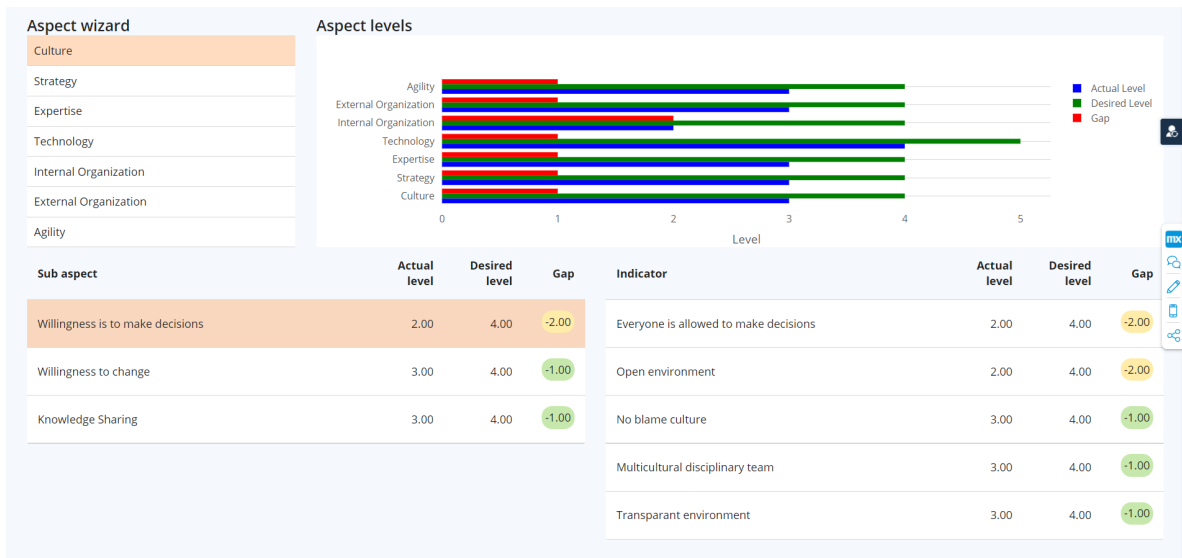 Aspect wizard
Culture
Strategy
Expertise
Technology
Internal Organization
External Organization
Agility
Aspect levels
Agility
External Organization
Internal Organization
Technology
Expertise
Strategy
Culture
0 1 2 3 4 5
Level
Actual Level
Desired Level
Gap
Sub aspect Actual level Desired level Gap
Willingness is to make decisions 2.00 4.00 -2.00
Willingness to change 3.00 4.00 -1.00
Knowledge Sharing 3.00 4.00 -1.00
Indicator Actual level Desired level Gap
Everyone is allowed to make decisions 2.00 4.00 -2.00
Open environment 2.00 4.00 -2.00
No blame culture 3.00 4.00 -1.00
Multicultural disciplinary team 3.00 4.00 -1.00
Transparant environment 3.00 4.00 -1.00
mx